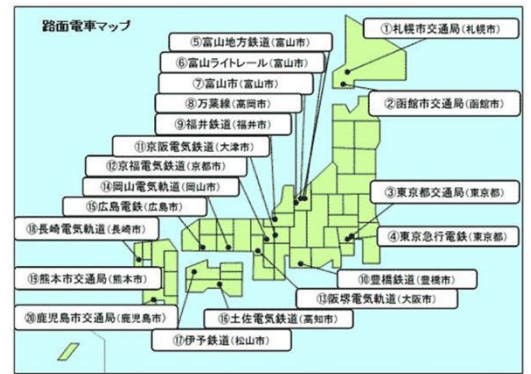 路面電車マップ
①札幌市交通局(札幌市)
②函館市交通局(函館市)
③東京都交通局(東京都)
④東京急行電鉄(東京都)
⑤富山地方鉄道(富山市)
⑥富山ライトレール(富山市)
⑦富山市(富山市)
⑧万葉線(高岡市)
⑨福井鉄道(福井市)
⑩豊橋鉄道(豊橋市)
⑪京阪電気鉄道(大津市)
⑫京福電気鉄道(京都市)
⑬阪堺電気軌道(大阪市)
⑭岡山電気軌道(岡山市)
⑮広島電鉄(広島市)
⑯土佐電気鉄道(高知市)
⑰伊予鉄道(松山市)
⑱長崎電気軌道(長崎市)
⑲熊本市交通局(熊本市)
⑳鹿児島市交通局(鹿児島市)